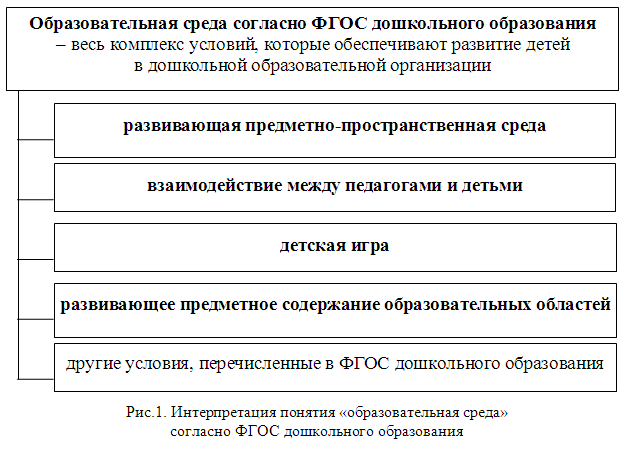 Образовательная среда согласно ФГОС дошкольного образования
– весь комплекс условий, которые обеспечивают развитие детей
в дошкольной образовательной организации
развивающая предметно-пространственная среда
взаимодействие между педагогами и детьми
детская игра
развивающее предметное содержание образовательных областей
другие условия, перечисленные в ФГОС дошкольного образования
Рис.1. Интерпретация понятия «образовательная среда»
согласно ФГОС дошкольного образования